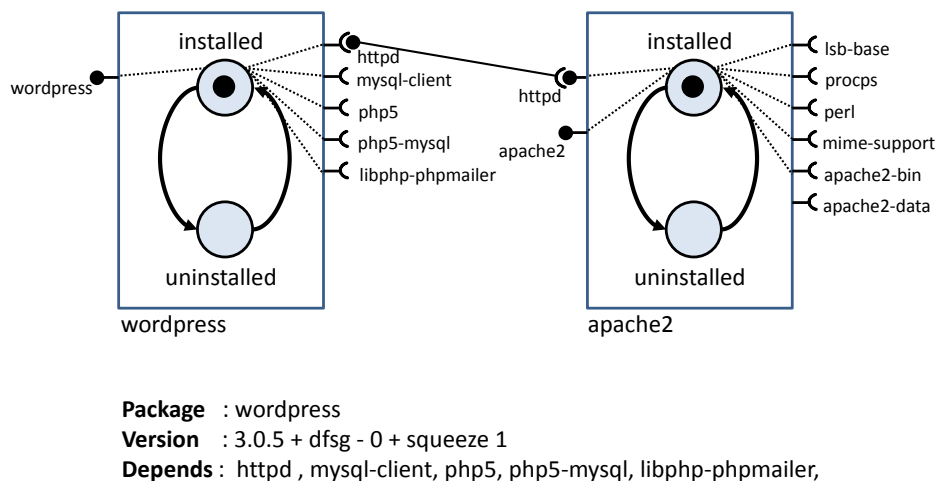 installed
httpd
wordpress
mysql-client
php5
php5-mysql
libphp-phpmailer
uninstalled
wordpress
installed
lsb-base
httpd
procps
perl
apache2
mime-support
apache2-bin
apache2-data
uninstalled
apache2
Package : wordpress
Version : 3.0.5 + dfsg - 0 + squeeze 1
Depends : httpd , mysql-client, php5, php5-mysql, libphp-phpmailer,